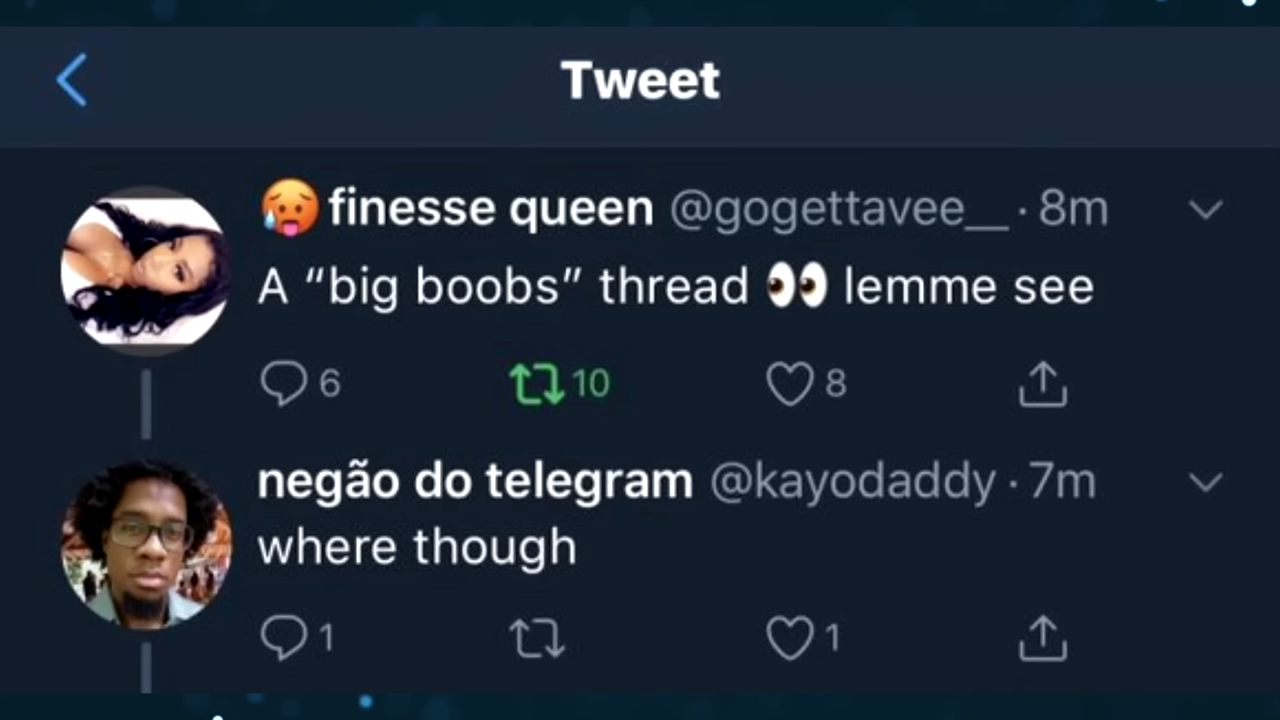 Tweet
🥵 finesse queen @gogettavee__ · 8m
A “big boobs” thread 👀 lemme see
6 10 8
negão do telegram @kayodaddy · 7m
where though
1 1